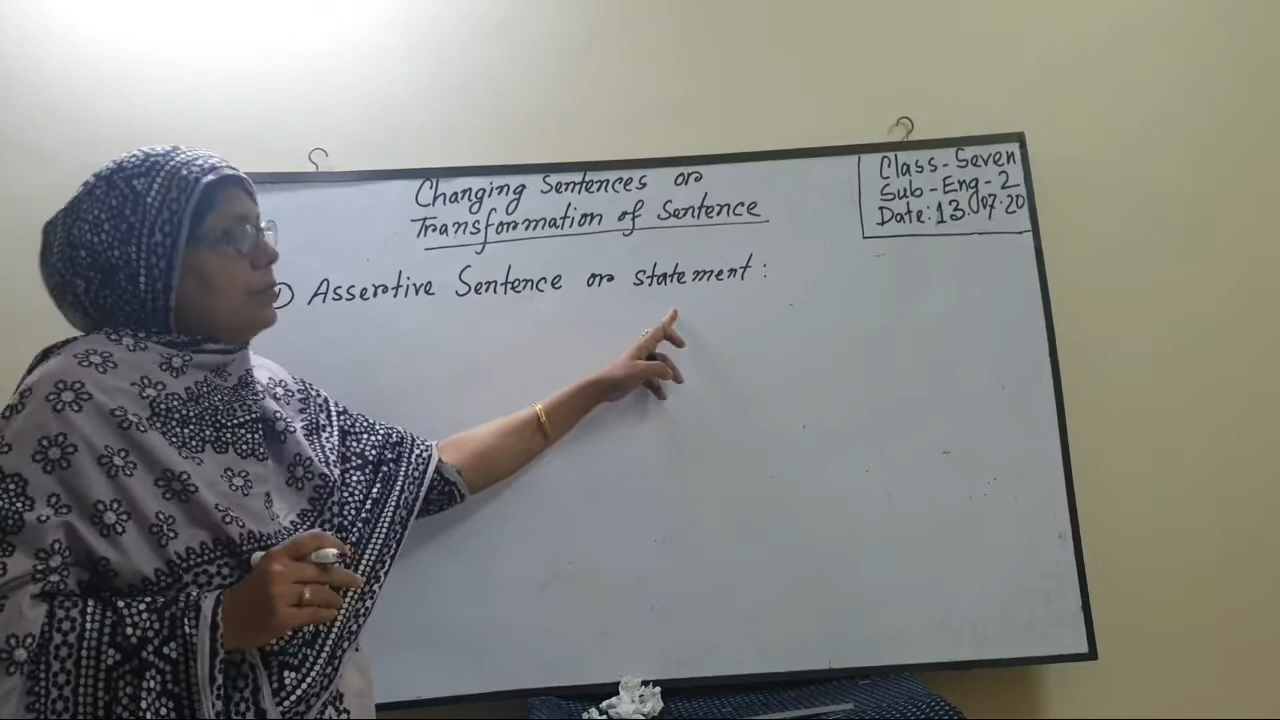 Changing Sentences or
Transformation of Sentence
Class-Seven
Sub-Eng-2
Date:13.07.20
1) Assertive Sentence or statement: